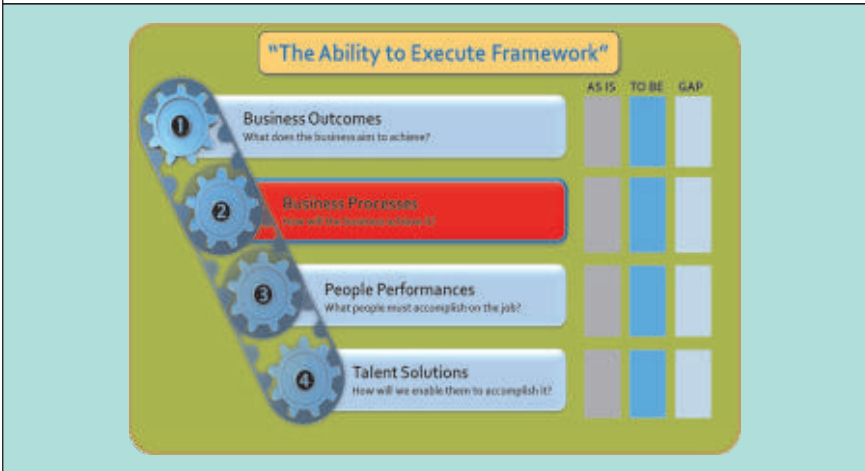 "The Ability to Execute Framework"
AS IS TO BE GAP
1 Business Outcomes
What does the business aim to achieve?
2 Business Processes
How will the business achieve it?
3 People Performances
What people must accomplish on the job?
4 Talent Solutions
How will we enable them to accomplish it?